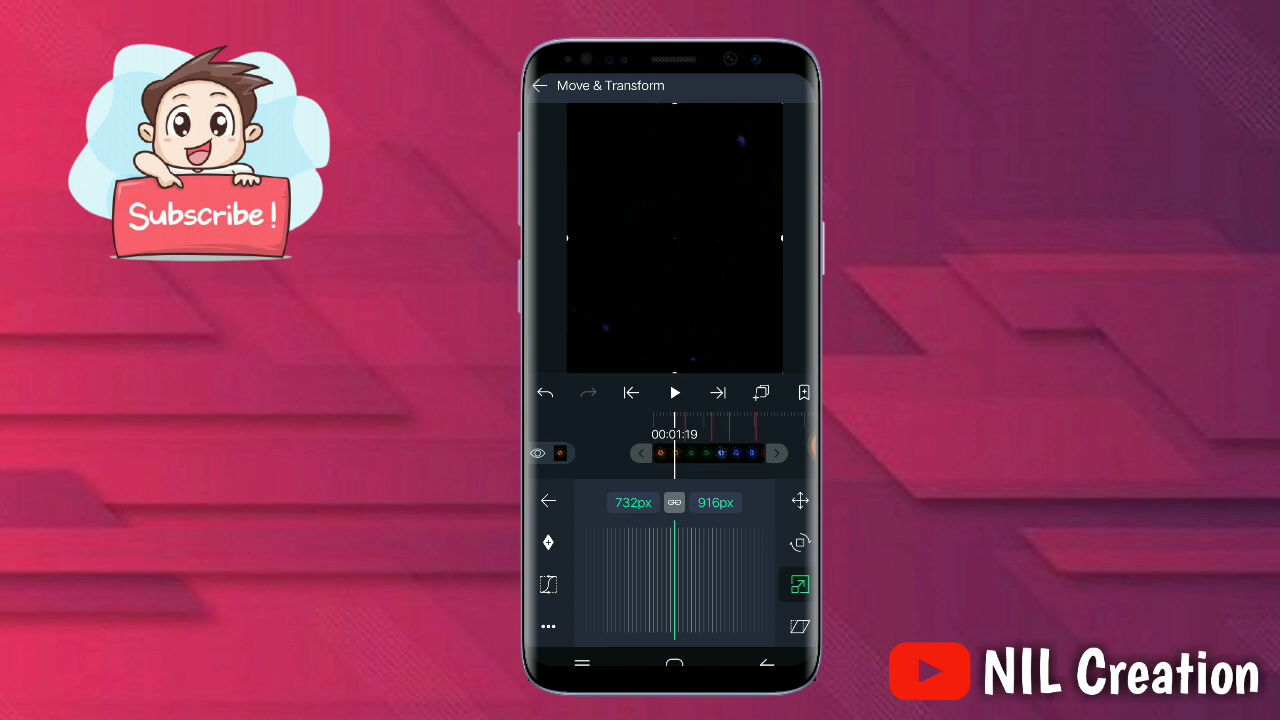 Move & Transform
Subscribe!
00:01:19
732px
916px
NIL Creation